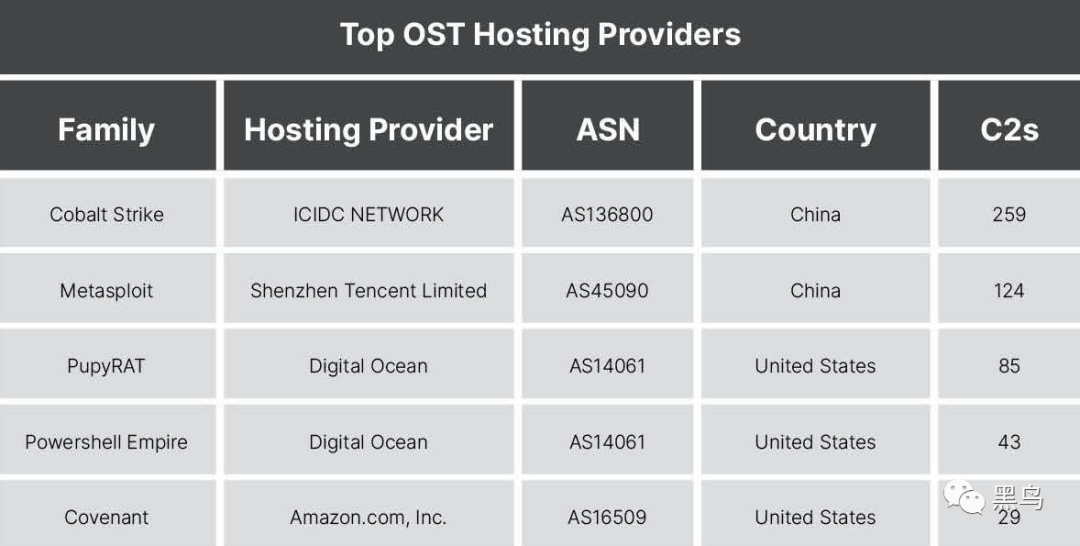 Top OST Hosting Providers
Family Hosting Provider ASN Country C2s
Cobalt Strike ICIDC NETWORK AS136800 China 259
Metasploit Shenzhen Tencent Limited AS45090 China 124
PupyRAT Digital Ocean AS14061 United States 85
Powershell Empire Digital Ocean AS14061 United States 43
Covenant Amazon.com, Inc. AS16509 United States 29
黑鸟